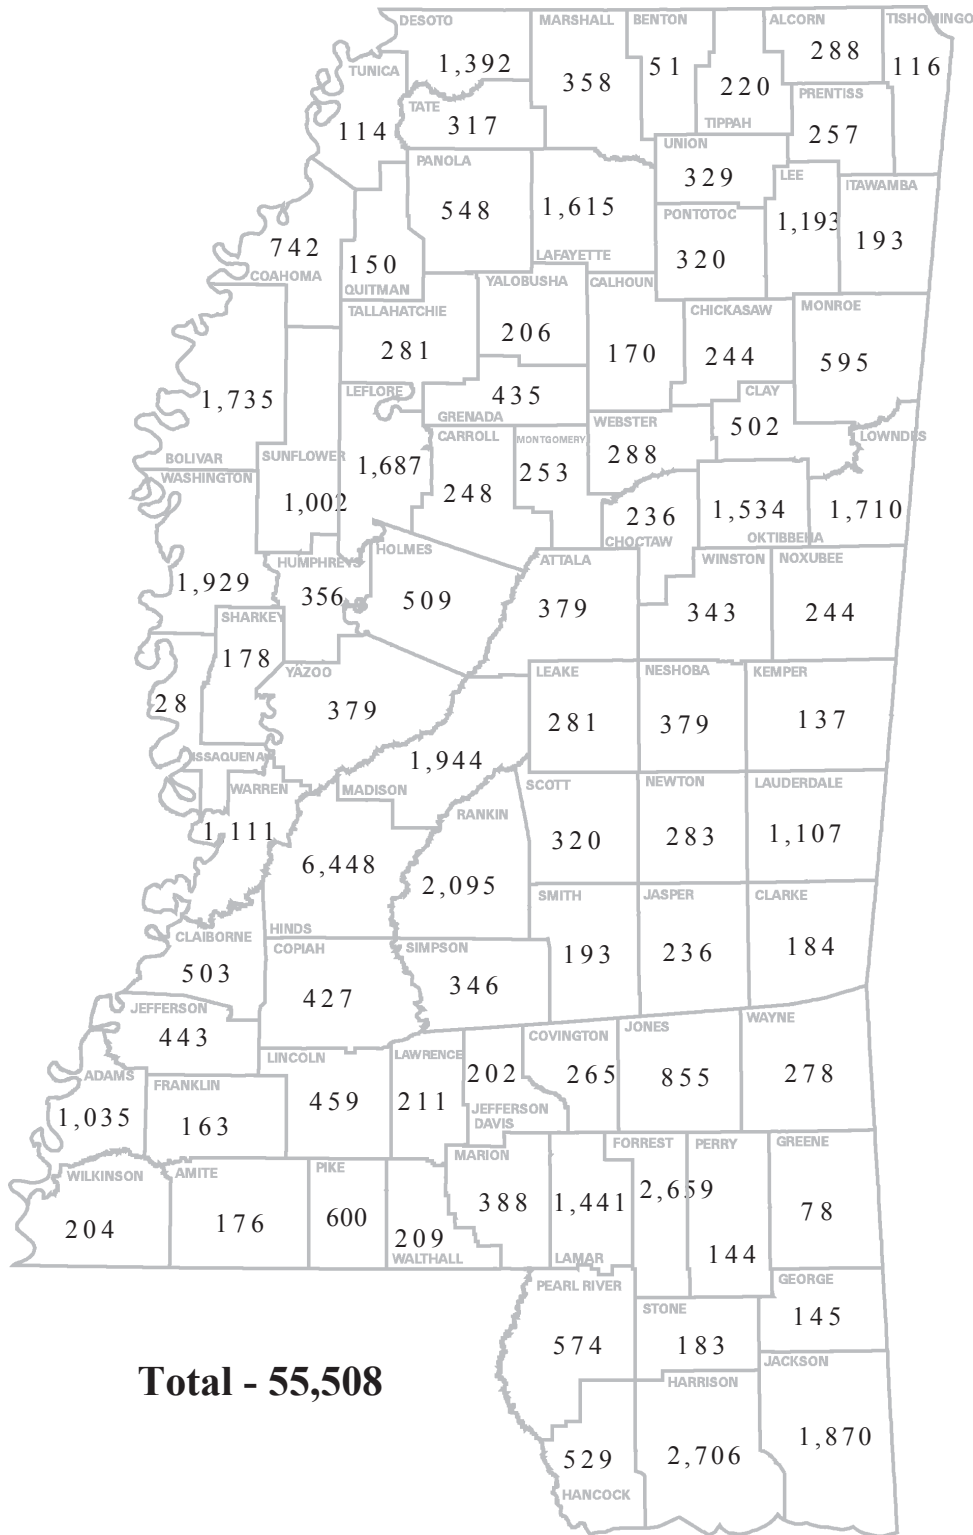 DESOTO
1,392
MARSHALL
358
BENTON
51
TIPPAH
220
ALCORN
288
TISHOMINGO
116
TUNICA
114
TATE
317
PRENTISS
257
PANOLA
548
LAFAYETTE
1,615
UNION
329
PONTOTOC
320
LEE
1,193
ITAWAMBA
193
COAHOMA
742
QUITMAN
150
TALLAHATCHIE
281
YALOBUSHA
206
CALHOUN
170
CHICKASAW
244
MONROE
595
BOLIVAR
1,735
SUNFLOWER
1,002
LEFLORE
1,687
GRENADA
435
CARROLL
248
MONTGOMERY
253
WEBSTER
288
CLAY
502
LOWNDES
1,710
WASHINGTON
1,929
CHOCTAW
236
OKTIBBEHA
1,534
HUMPHREYS
356
HOLMES
509
ATTALA
379
WINSTON
343
NOXUBEE
244
SHARKEY
178
ISSAQUENA
28
YAZOO
379
LEAKE
281
NESHOBA
379
KEMPER
137
MADISON
1,944
WARREN
1,111
HINDS
6,448
RANKIN
2,095
SCOTT
320
NEWTON
283
LAUDERDALE
1,107
SMITH
193
JASPER
236
CLARKE
184
CLAIBORNE
503
COPIAH
427
SIMPSON
346
JEFFERSON
443
ADAMS
1,035
FRANKLIN
163
LINCOLN
459
LAWRENCE
211
JEFFERSON
DAVIS
202
COVINGTON
265
JONES
855
WAYNE
278
WILKINSON
204
AMITE
176
PIKE
600
WALTHALL
209
MARION
388
LAMAR
1,441
FORREST
2,659
PERRY
144
GREENE
78
PEARL RIVER
574
STONE
183
GEORGE
145
HANCOCK
529
HARRISON
2,706
JACKSON
1,870
Total - 55,508